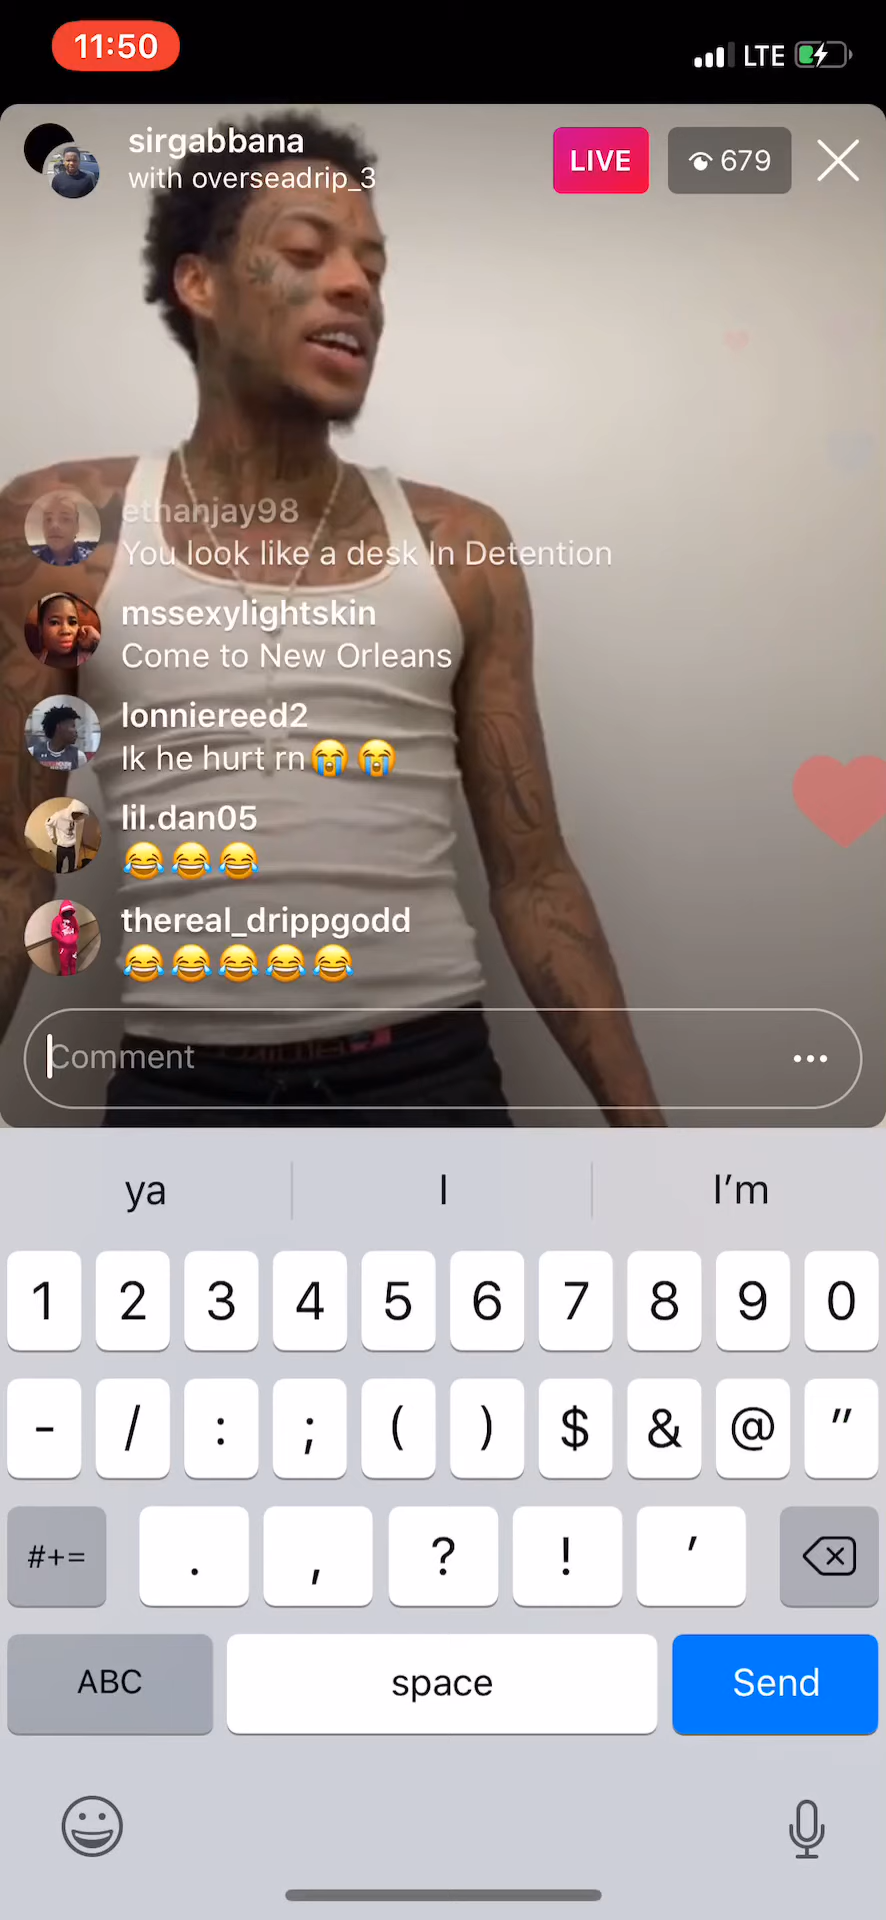 11:50
LTE
sirgabbana
with overseadrip_3
LIVE
679
ethanjay98
You look like a desk In Detention
mssexylightskin
Come to New Orleans
lonniereed2
Ik he hurt rn😭😭
lil.dan05
😂😂😂
thereal_drippgodd
😂😂😂😂😂
Comment
ya I I’m
1 2 3 4 5 6 7 8 9 0
- / : ; ( ) $ & @ "
#+= . , ? ! ’
ABC space Send